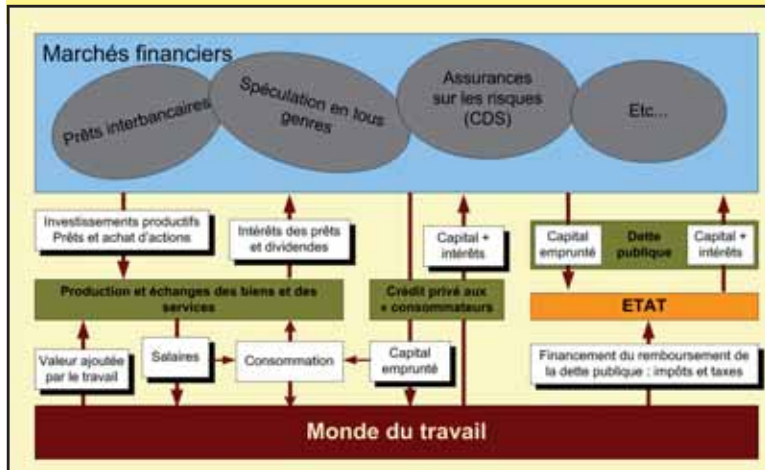 Marchés financiers
Prêts interbancaires
Spéculation en tous
genres
Assurances
sur les risques
(CDS)
Etc...
Investissements productifs
Prêts et achat d'actions
Intérêts des prêts
et dividendes
Capital +
intérêts
Capital
emprunté
Dette
publique
Capital +
intérêts
Production et échanges des biens et des
services
Crédit privé aux
+ consommateurs
ETAT
Valeur ajoutée
par le travail
Salaires
Consommation
Capital
emprunté
Financement du remboursement de
la dette publique : impôts et taxes
Monde du travail